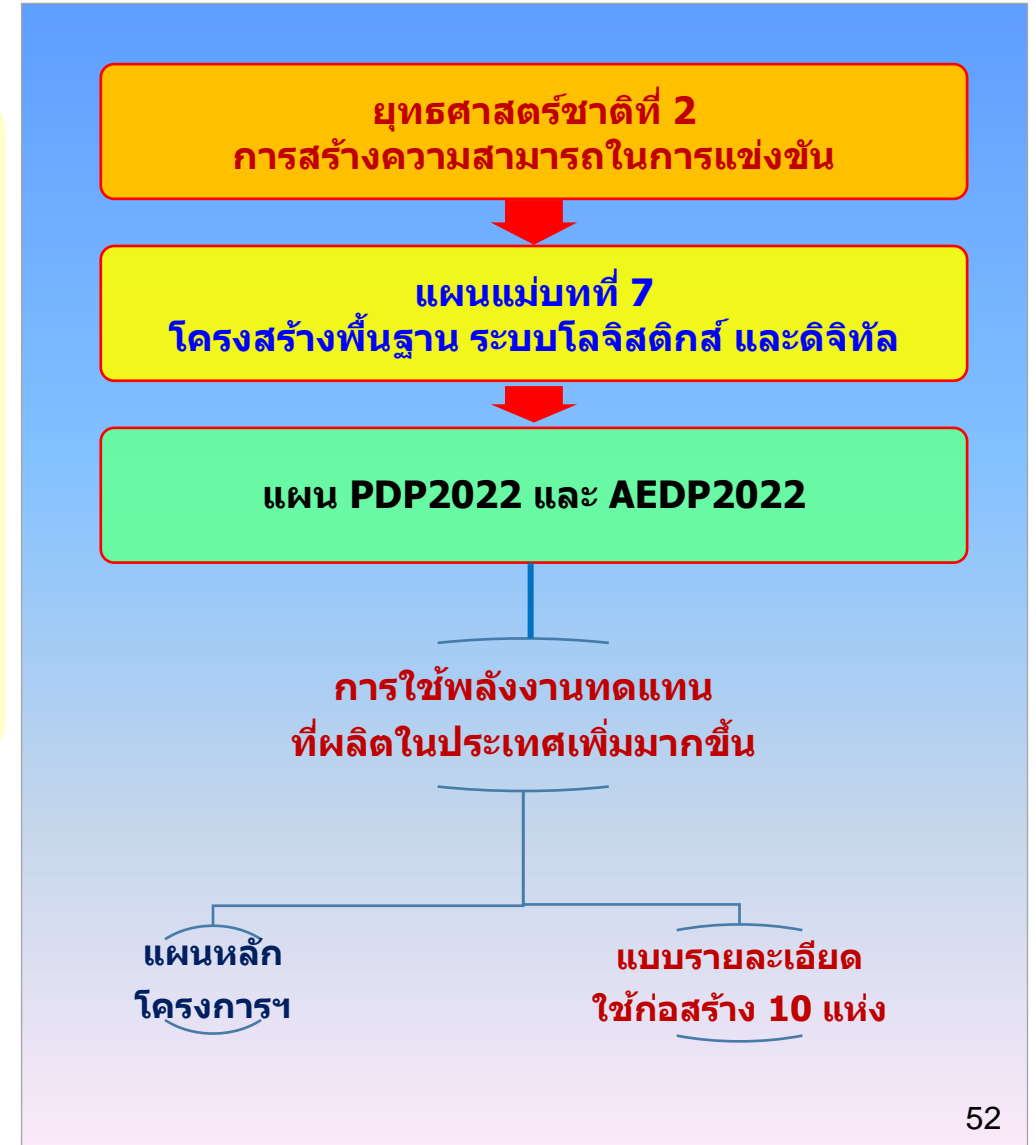 ยุทธศาสตร์ชาติที่ 2
การสร้างความสามารถในการแข่งขัน
แผนแม่บทที่ 7
โครงสร้างพื้นฐาน ระบบโลจิสติกส์ และดิจิทัล
แผน PDP2022 และ AEDP2022
การใช้พลังงานทดแทน
ที่ผลิตในประเทศเพิ่มมากขึ้น
แผนหลัก
โครงการฯ
แบบรายละเอียด
ใช้ก่อสร้าง 10 แห่ง
52